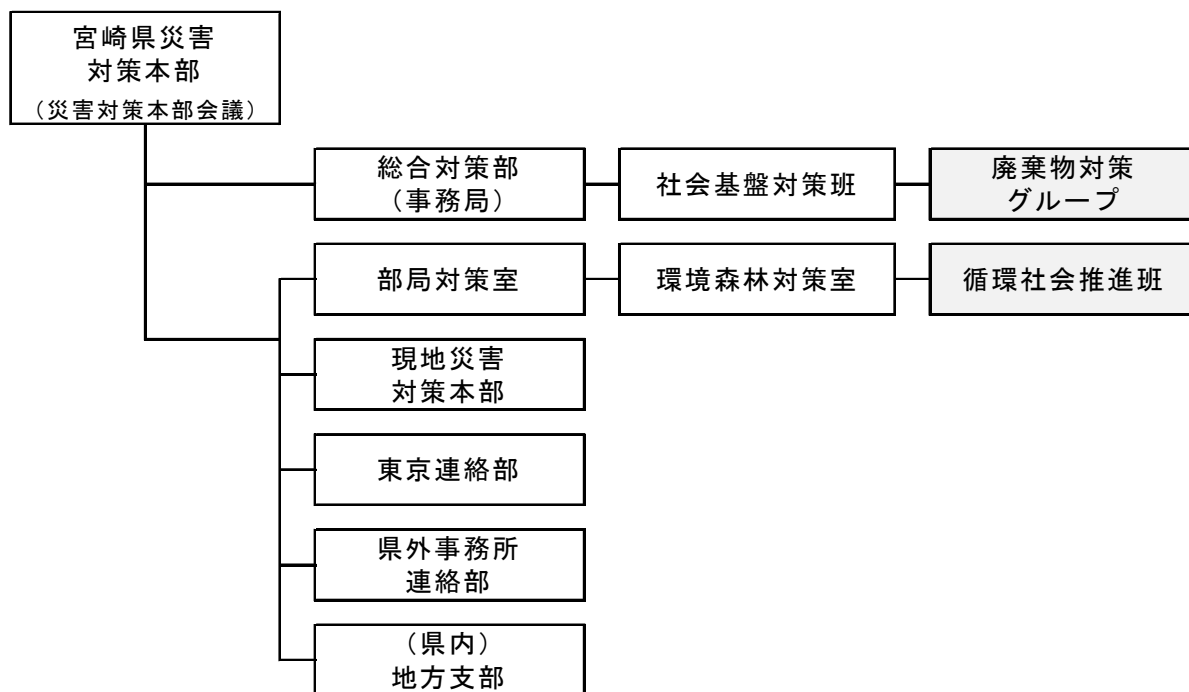 宮崎県災害
対策本部
（災害対策本部会議）
総合対策部
（事務局）
社会基盤対策班
廃棄物対策
グループ
部局対策室
環境森林対策室
循環社会推進班
現地災害
対策本部
東京連絡部
県外事務所
連絡部
（県内）
地方支部